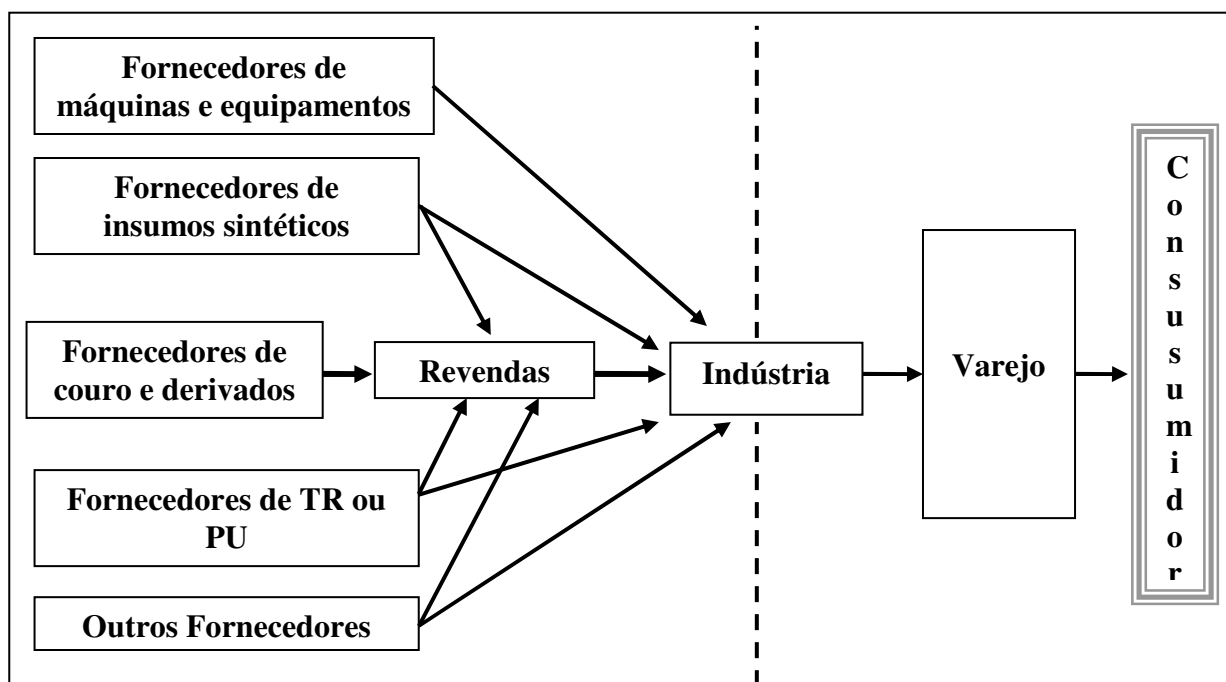 Fornecedores de
máquinas e equipamentos
Fornecedores de
insumos sintéticos
Fornecedores de
couro e derivados
Revendas
Indústria
Varejo
Consusumidor
Fornecedores de TR ou
PU
Outros Fornecedores